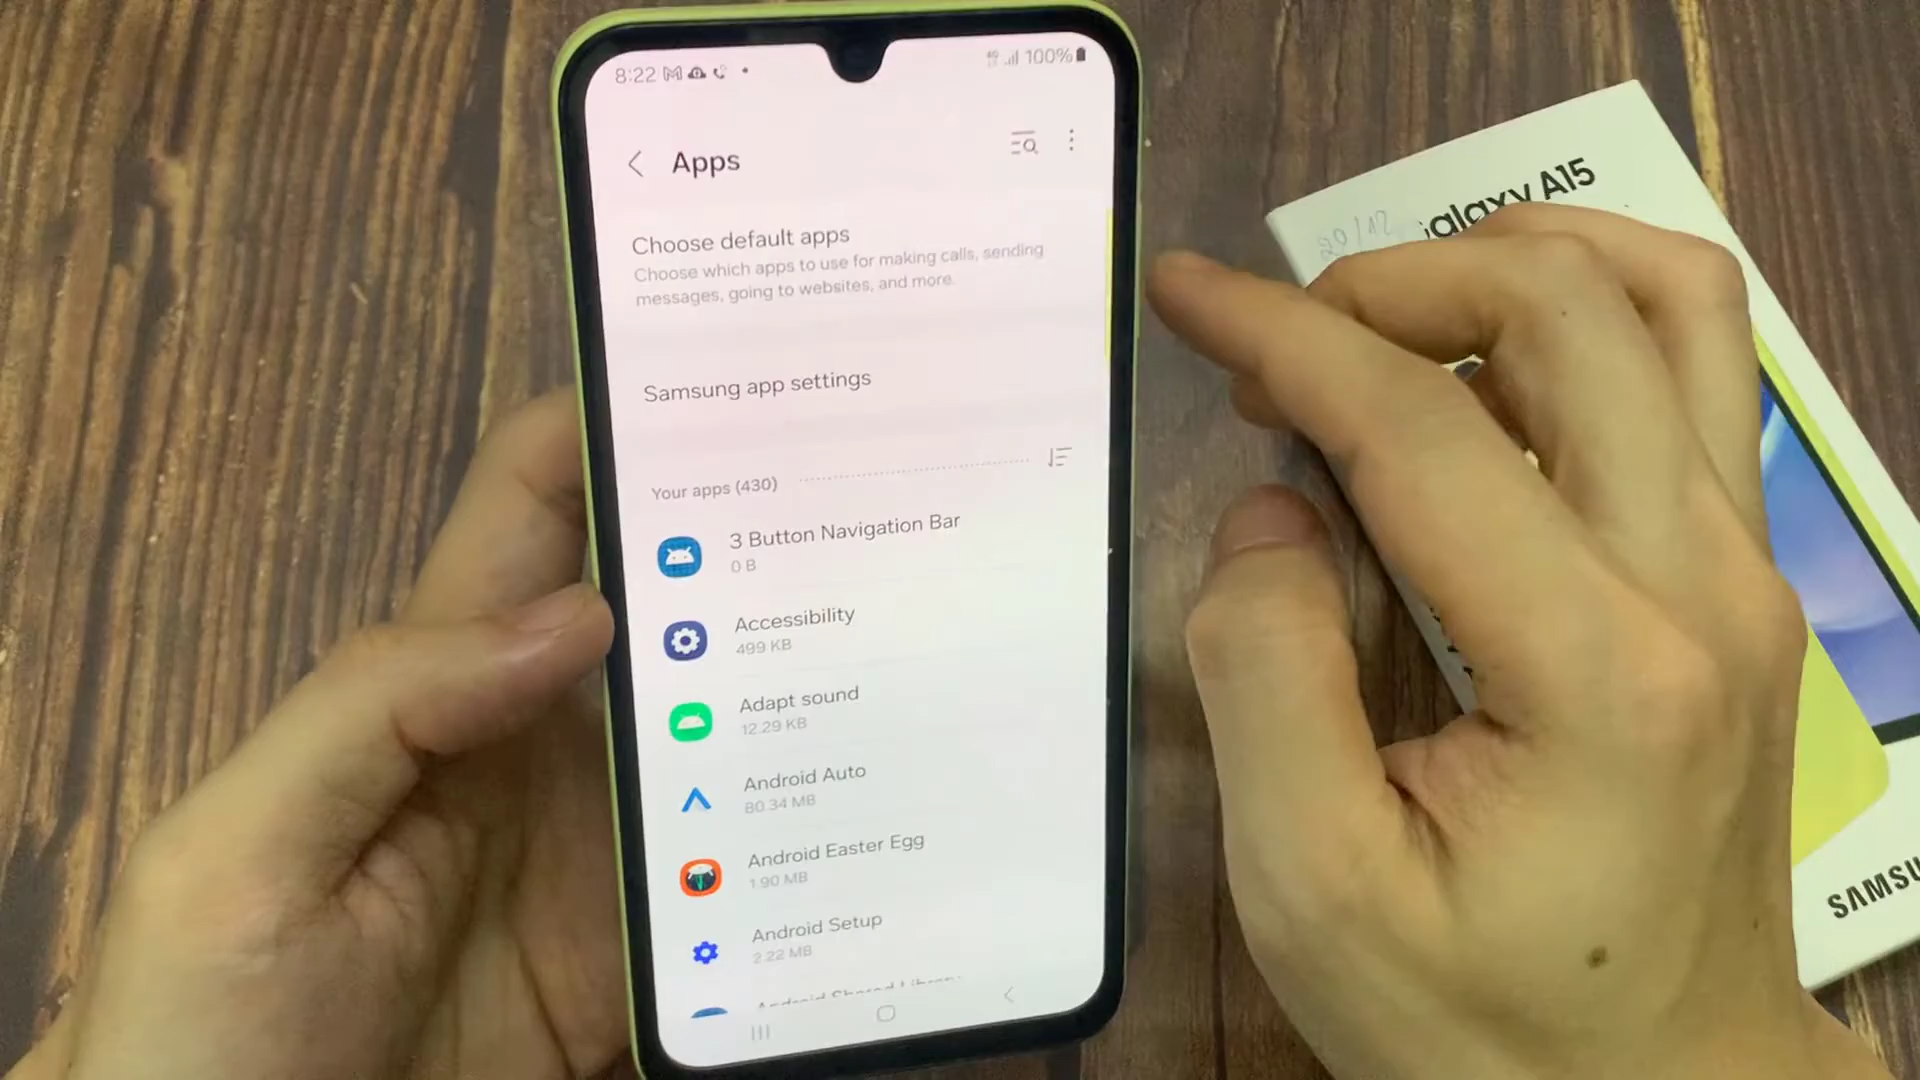 8:22
100%
Apps
Choose default apps
Choose which apps to use for making calls, sending
messages, going to websites, and more.
Samsung app settings
Your apps (430)
3 Button Navigation Bar
0 B
Accessibility
499 KB
Adapt sound
12.29 KB
Android Auto
80.34 MB
Android Easter Egg
1.90 MB
Android Setup
2.22 MB
Galaxy A15
20/12
SAMSU